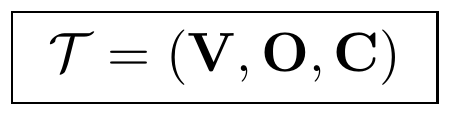 𝒯 = (𝐕, 𝐎, 𝐂)